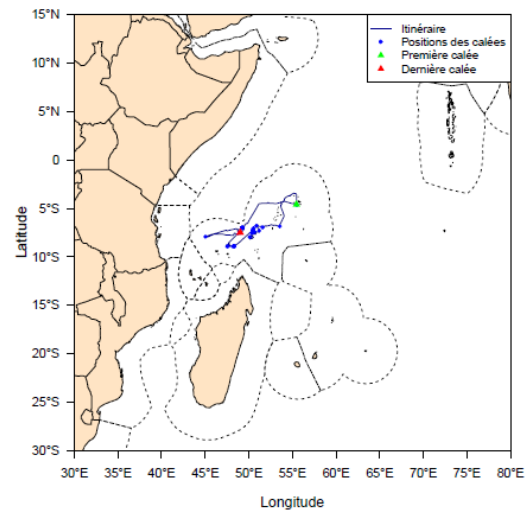 15°N
10°N
5°N
0
5°S
10°S
15°S
20°S
25°S
30°S
Latitude
Itinéraire
Positions des calées
Première calée
Dernière calée
30°E 35°E 40°E 45°E 50°E 55°E 60°E 65°E 70°E 75°E 80°E
Longitude